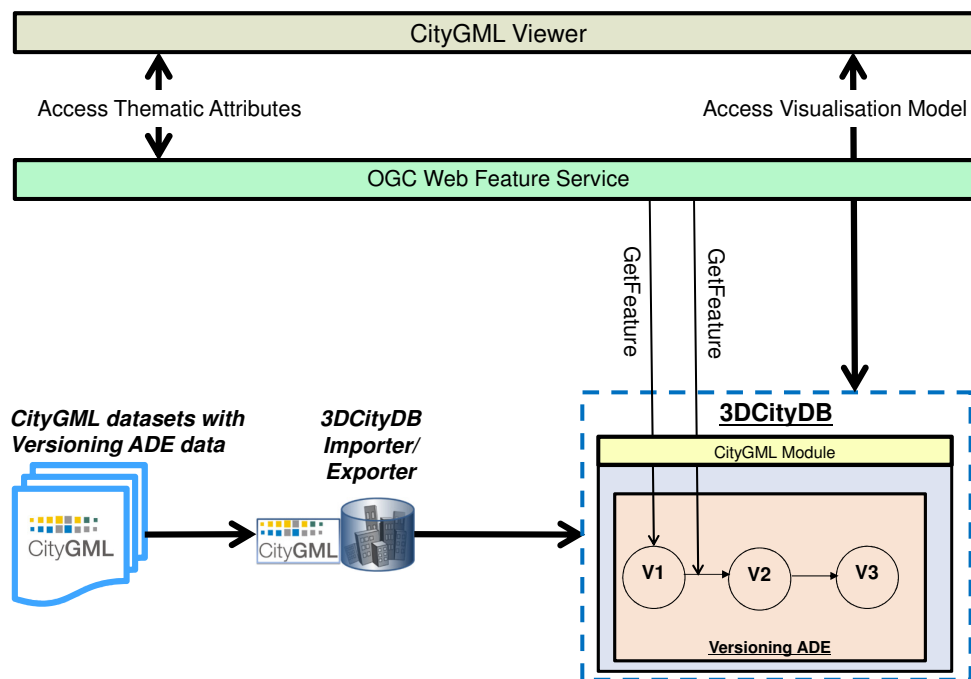 CityGML Viewer
Access Thematic Attributes
Access Visualisation Model
OGC Web Feature Service
GetFeature
GetFeature
CityGML datasets with
Versioning ADE data
3DCityDB
Importer/
Exporter
3DCityDB
CityGML Module
CityGML
CityGML
V1
V2
V3
Versioning ADE